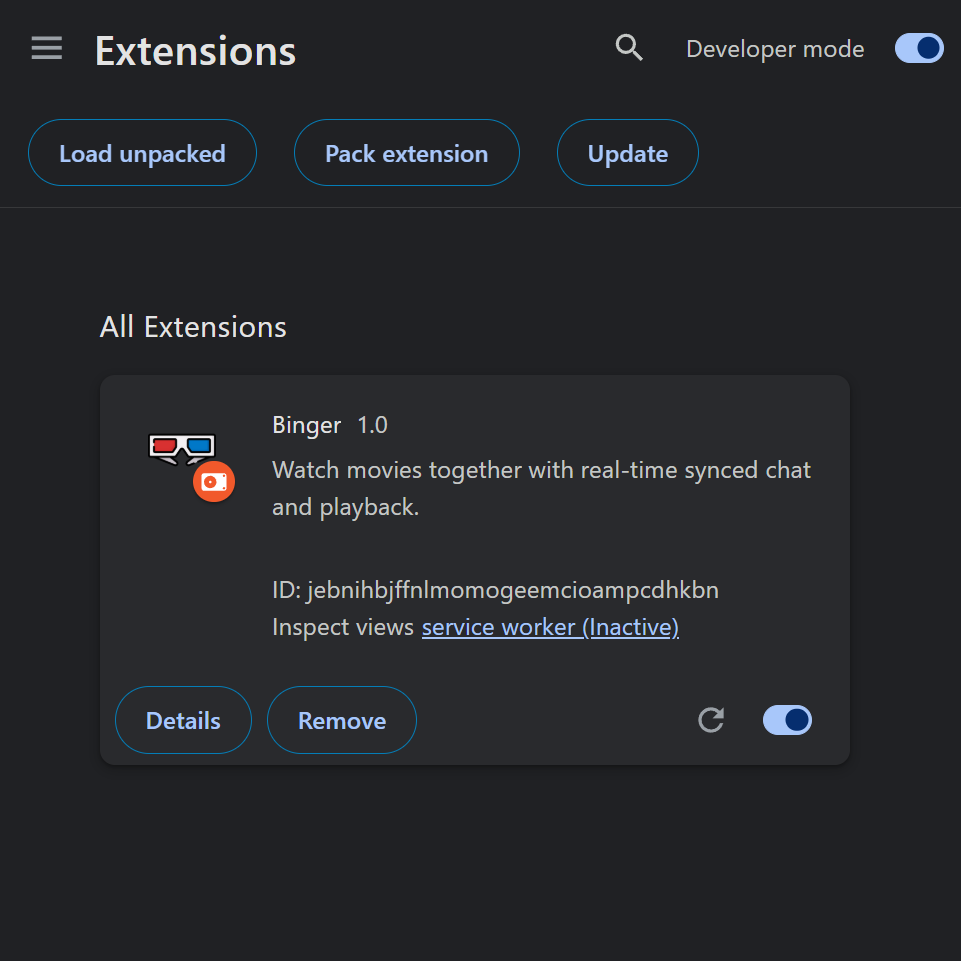 Extensions
Developer mode
Load unpacked
Pack extension
Update
All Extensions
Binger 1.0
Watch movies together with real-time synced chat
and playback.
ID: jebnihbjffnlmomogeemcioampcdhkbn
Inspect views service worker (Inactive)
Details
Remove